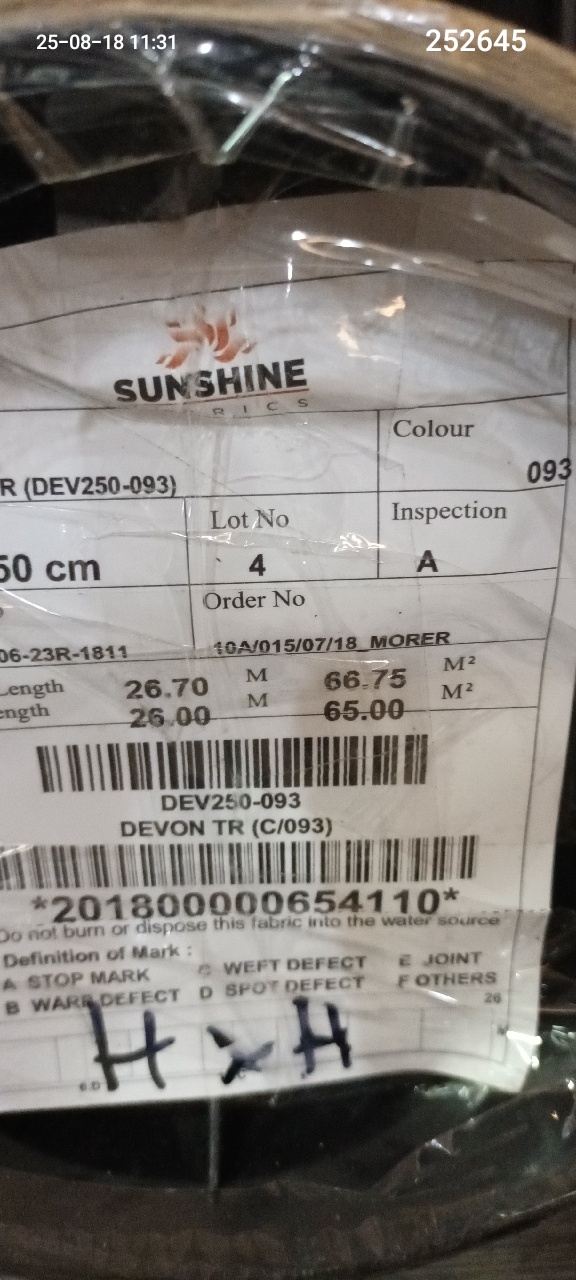 25-08-18 11:31
252645
SUNSHINE
RICS
Colour
R (DEV250-093)
093
Lot No
Inspection
50 cm
4
A
Order No
06-23R-1811
10A/015/07/18_MORER
Length 26.70 M 66.75 M²
ength 26.00 M 65.00 M²
DEV250-093
DEVON TR (C/093)
*201800000654110*
Do not burn or dispose this fabric into the water source
Definition of Mark :
A STOP MARK C WEFT DEFECT E JOINT
B WARP DEFECT D SPOT DEFECT F OTHERS
26
H x H